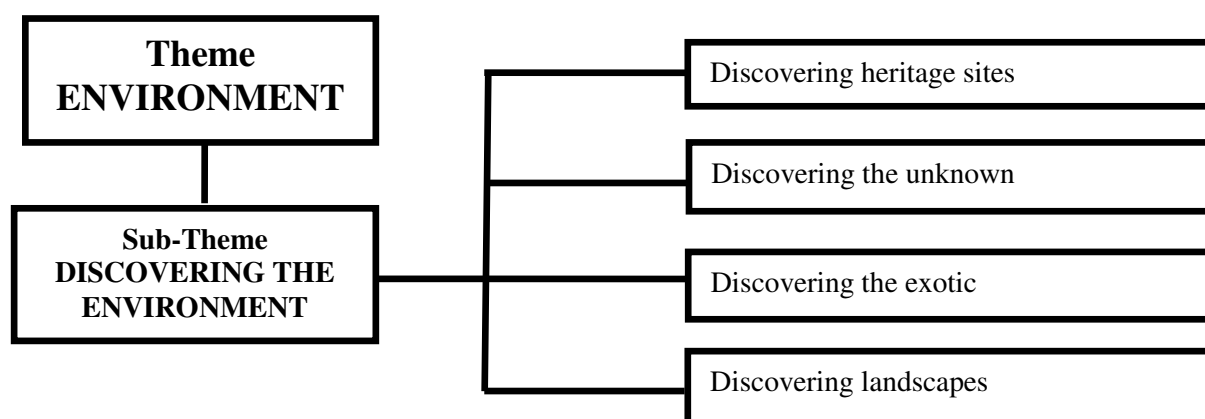 Theme
ENVIRONMENT
Sub-Theme
DISCOVERING THE
ENVIRONMENT
Discovering heritage sites
Discovering the unknown
Discovering the exotic
Discovering landscapes